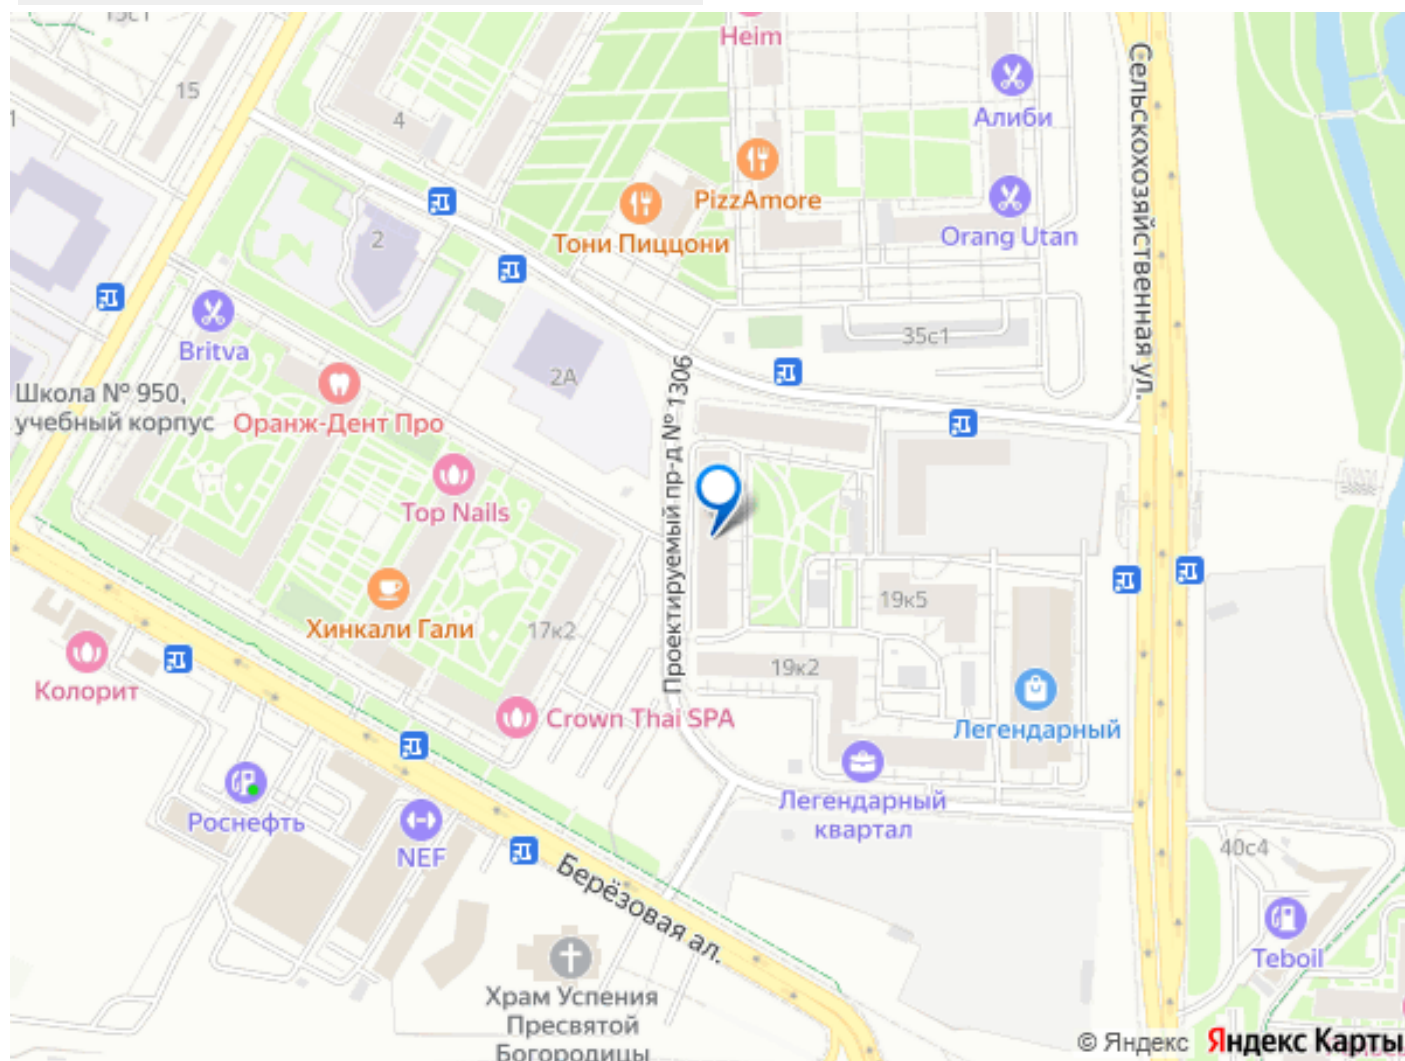 15с1
Heim
Сельскохозяйственная ул.
15
Алиби
1
4
PizzAmore
Тони Пиццони
Orang Utan
2
Britva
35с1
2А
Школа № 950,
учебный корпус
Оранж-Дент Про
Проектируемый пр-д № 1306
Top Nails
Хинкали Гали
17к2
19к5
19к2
Колорит
Crown Thai SPA
Легендарный
Легендарный
квартал
Роснефть
NEF
Берёзовая ал.
40с4
Teboil
Храм Успения
Пресвятой
Богородицы
© Яндекс Яндекс Карты